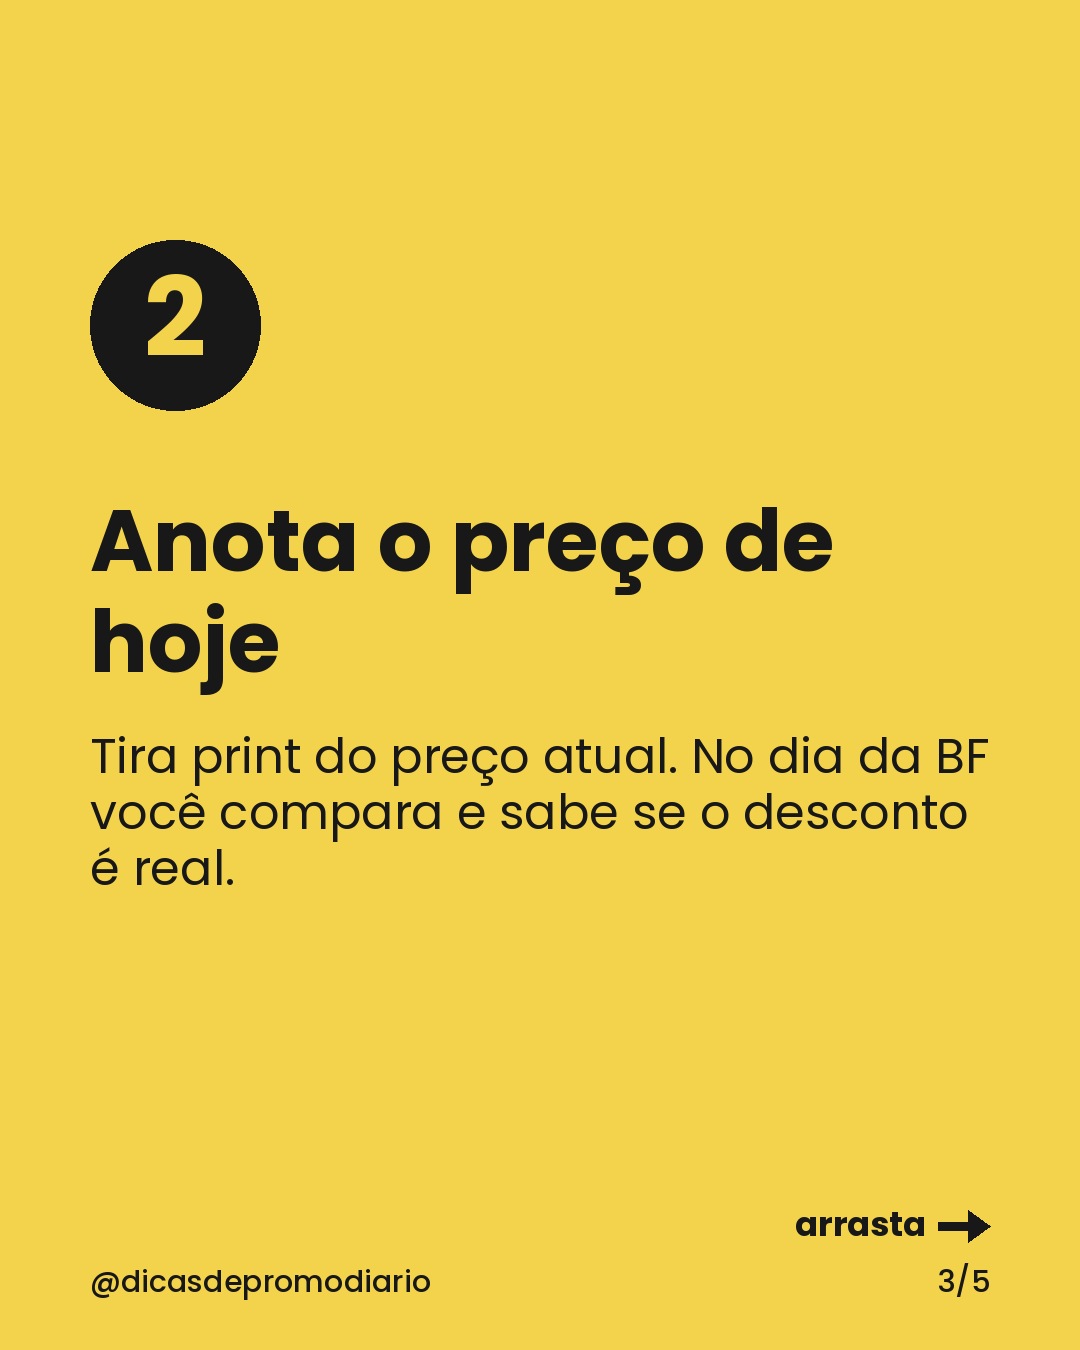 2
Anota o preço de
hoje
Tira print do preço atual. No dia da BF
você compara e sabe se o desconto
é real.
arrasta
@dicasdepromodiario
3/5